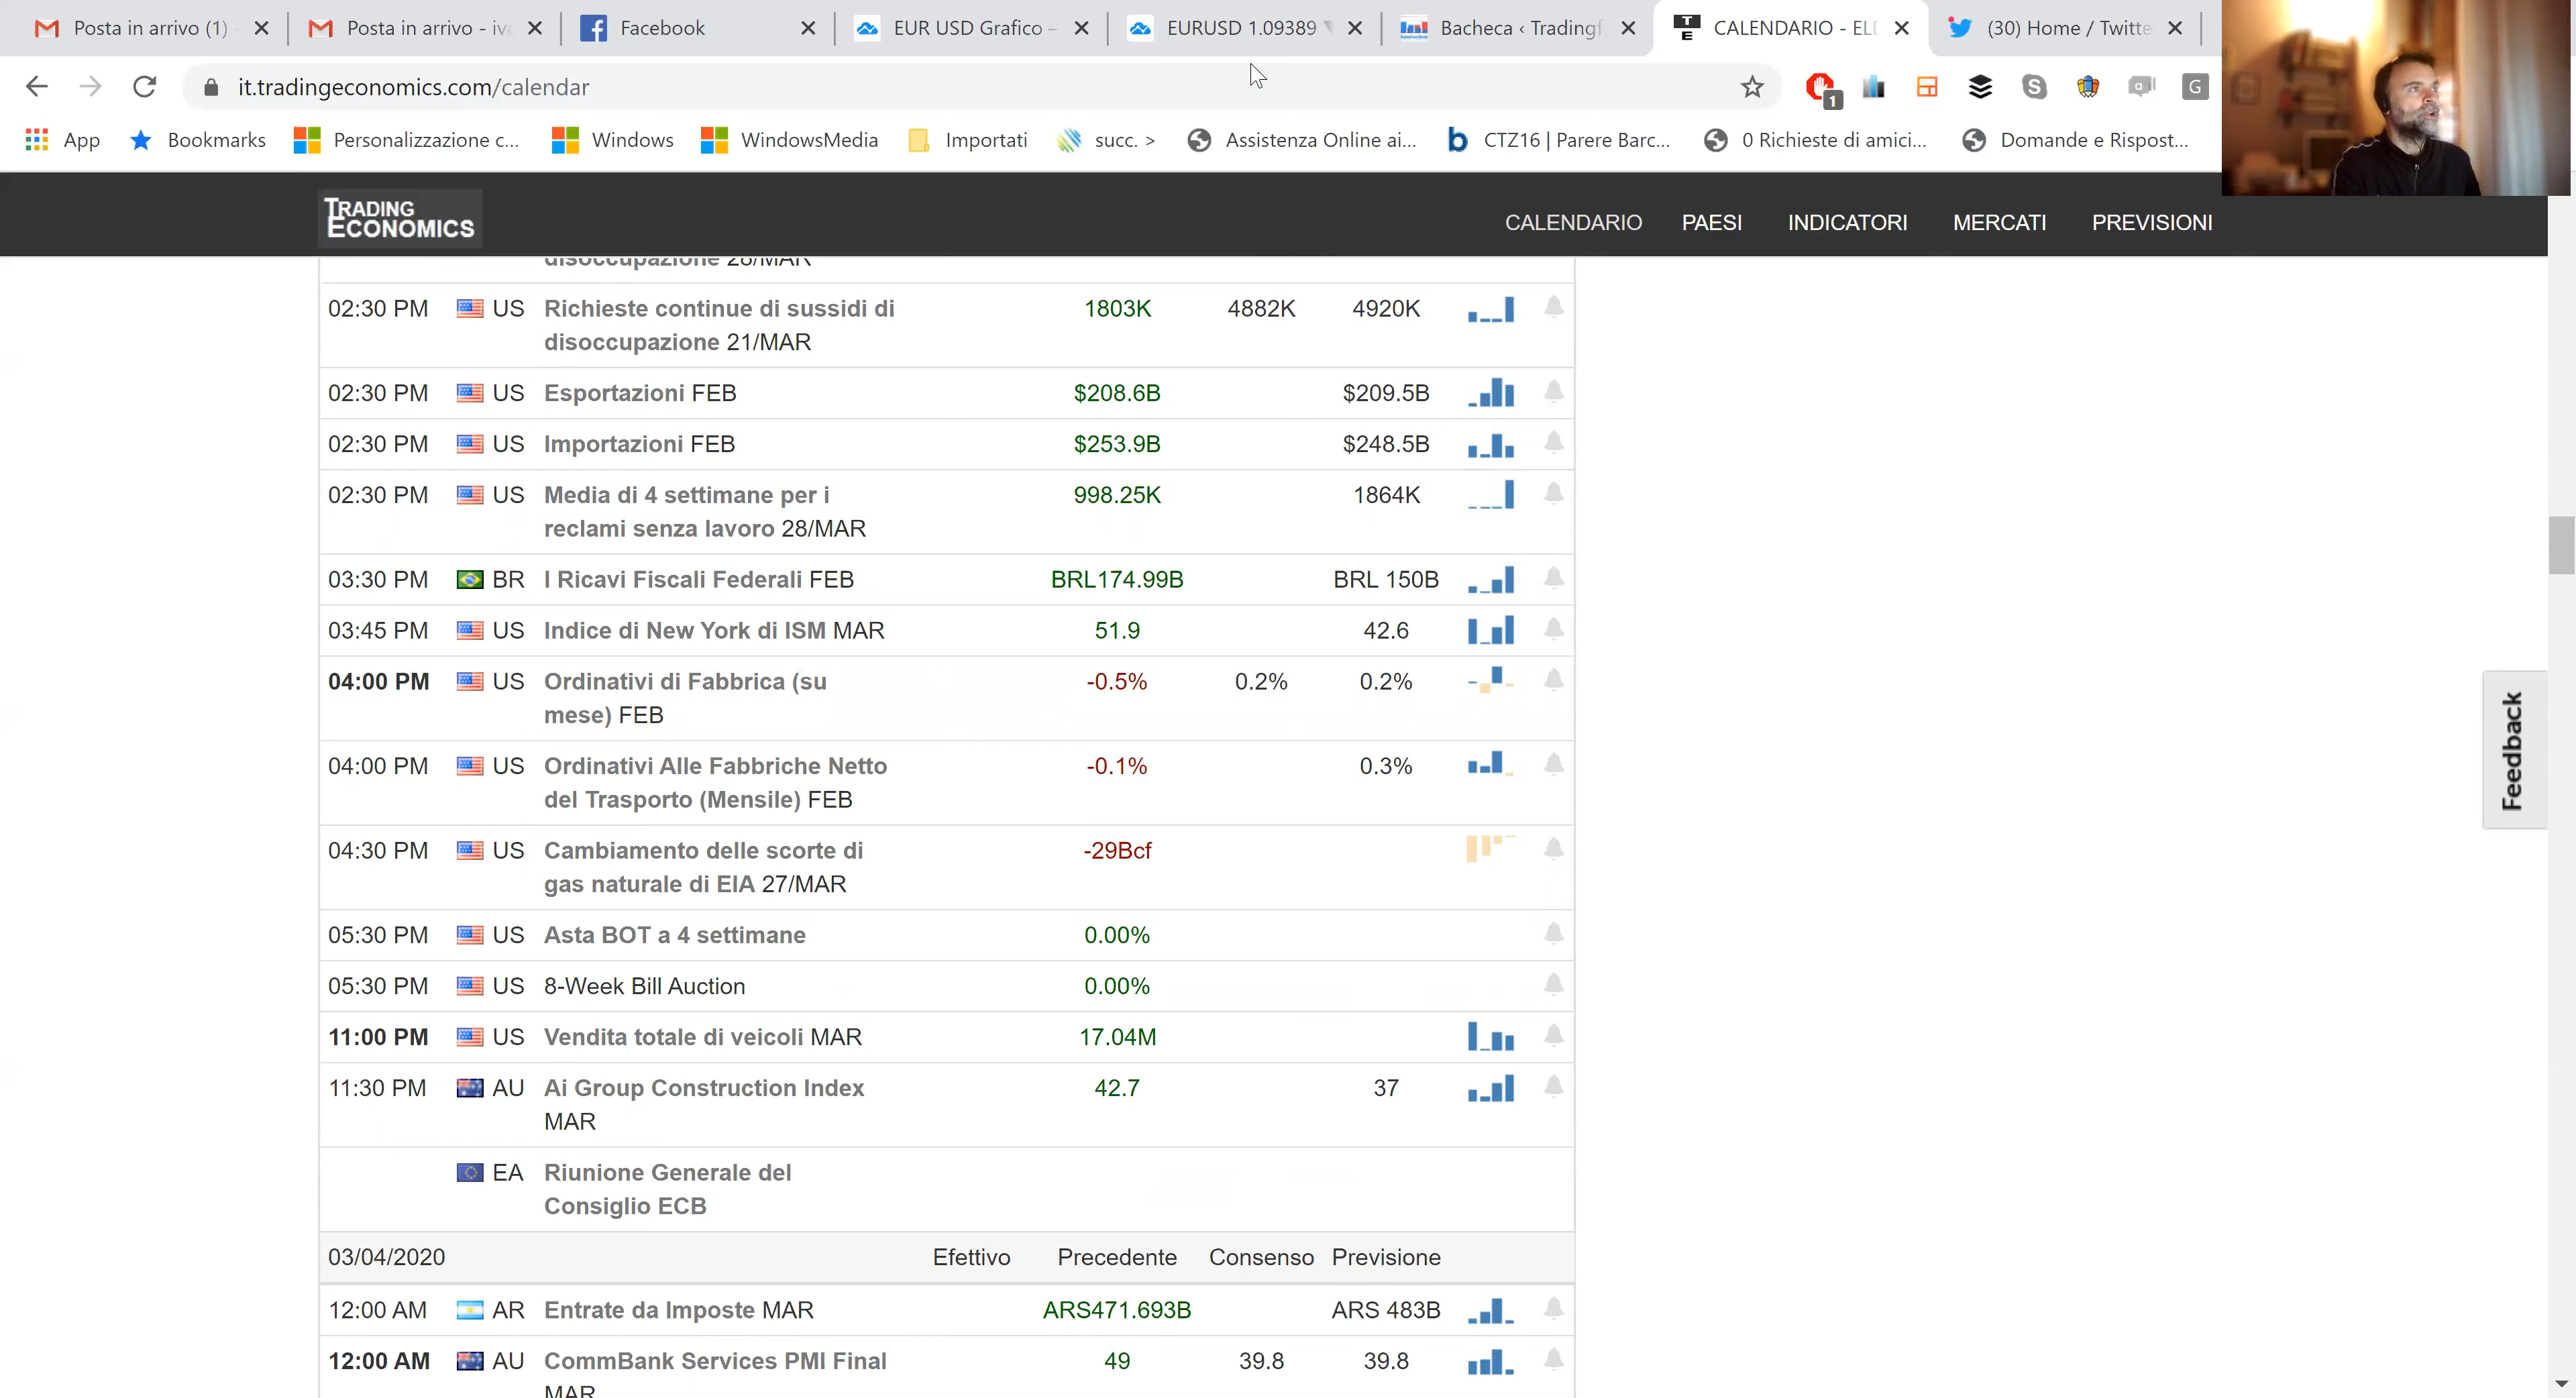 Posta in arrivo (1)
Posta in arrivo - iva
Facebook
EUR USD Grafico –
EURUSD 1.09389 ▼
Bacheca ‹ Tradingf
CALENDARIO - ELE
(30) Home / Twitte
it.tradingeconomics.com/calendar
1
G
App
Bookmarks
Personalizzazione c...
Windows
WindowsMedia
Importati
succ. >
Assistenza Online ai...
CTZ16 | Parere Barc...
0 Richieste di amici...
Domande e Rispost...
TRADING
ECONOMICS
CALENDARIO
PAESI
INDICATORI
MERCATI
PREVISIONI
disoccupazione 28/MAR
02:30 PM US Richieste continue di sussidi di 1803K 4882K 4920K
disoccupazione 21/MAR
02:30 PM US Esportazioni FEB $208.6B $209.5B
02:30 PM US Importazioni FEB $253.9B $248.5B
02:30 PM US Media di 4 settimane per i 998.25K 1864K
reclami senza lavoro 28/MAR
03:30 PM BR I Ricavi Fiscali Federali FEB BRL174.99B BRL 150B
03:45 PM US Indice di New York di ISM MAR 51.9 42.6
04:00 PM US Ordinativi di Fabbrica (su -0.5% 0.2% 0.2%
mese) FEB
04:00 PM US Ordinativi Alle Fabbriche Netto -0.1% 0.3%
del Trasporto (Mensile) FEB
04:30 PM US Cambiamento delle scorte di -29Bcf
gas naturale di EIA 27/MAR
05:30 PM US Asta BOT a 4 settimane 0.00%
05:30 PM US 8-Week Bill Auction 0.00%
11:00 PM US Vendita totale di veicoli MAR 17.04M
11:30 PM AU Ai Group Construction Index 42.7 37
MAR
EA Riunione Generale del
Consiglio ECB
03/04/2020 Efettivo Precedente Consenso Previsione
12:00 AM AR Entrate da Imposte MAR ARS471.693B ARS 483B
12:00 AM AU CommBank Services PMI Final 49 39.8 39.8
MAR
Feedback